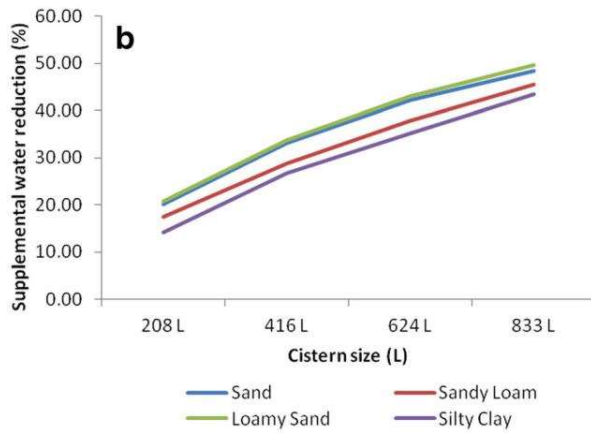 b
Supplemental water reduction (%)
60.00
50.00
40.00
30.00
20.00
10.00
0.00
208 L
416 L
624 L
833 L
Cistern size (L)
Sand
Sandy Loam
Loamy Sand
Silty Clay